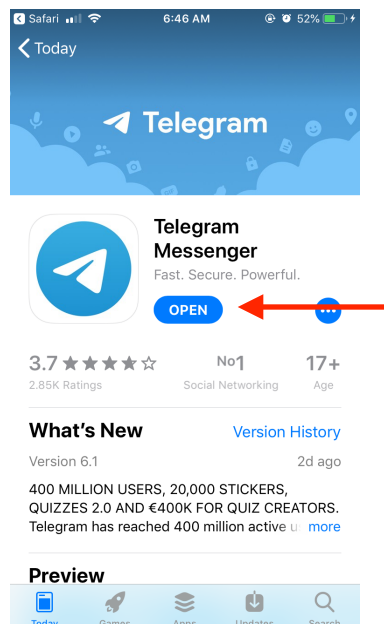 Safari 6:46 AM 52%
Today
Telegram
Telegram
Messenger
Fast. Secure. Powerful.
OPEN
3.7 No1 17+
2.85K Ratings Social Networking Age
What's New Version History
Version 6.1 2d ago
400 MILLION USERS, 20,000 STICKERS,
QUIZZES 2.0 AND €400K FOR QUIZ CREATORS.
Telegram has reached 400 million active u more
Preview
Today Games Apps Updates Search